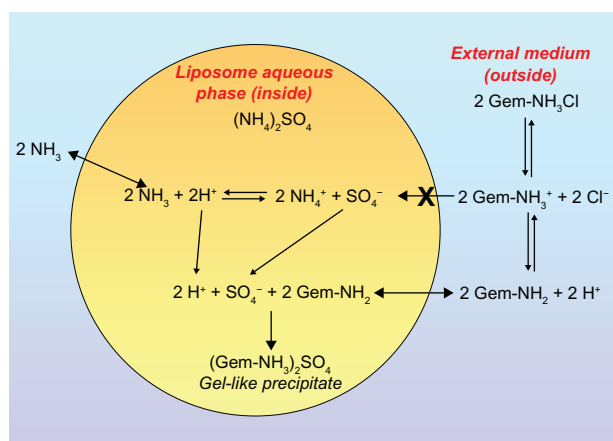 Liposome aqueous
phase (inside)
(NH₄)₂SO₄
External medium
(outside)
2 Gem-NH₃Cl
2 NH₃
2 NH₃ + 2H⁺
2 NH₄⁺ + SO₄⁻
X
2 Gem-NH₃⁺ + 2 Cl⁻
2 H⁺ + SO₄⁻ + 2 Gem-NH₂
2 Gem-NH₂ + 2 H⁺
(Gem-NH₃)₂SO₄
Gel-like precipitate